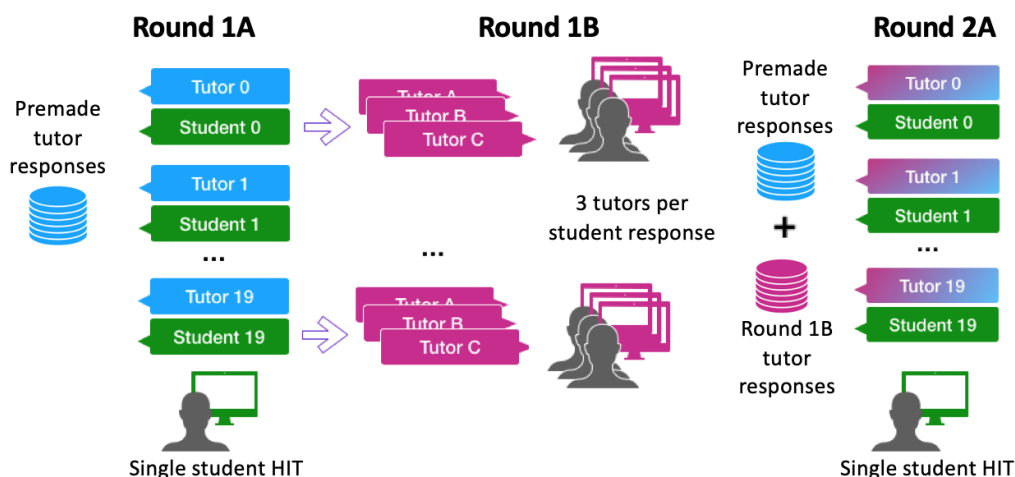 Round 1A
Round 1B
Round 2A
Premade
tutor
responses
Tutor 0
Student 0
Tutor 1
Student 1
...
Tutor 19
Student 19
Single student HIT
Tutor A
Tutor B
Tutor C
3 tutors per
student response
...
Tutor A
Tutor B
Tutor C
Premade
tutor
responses
+
Round 1B
tutor
responses
Tutor 0
Student 0
Tutor 1
Student 1
...
Tutor 19
Student 19
Single student HIT